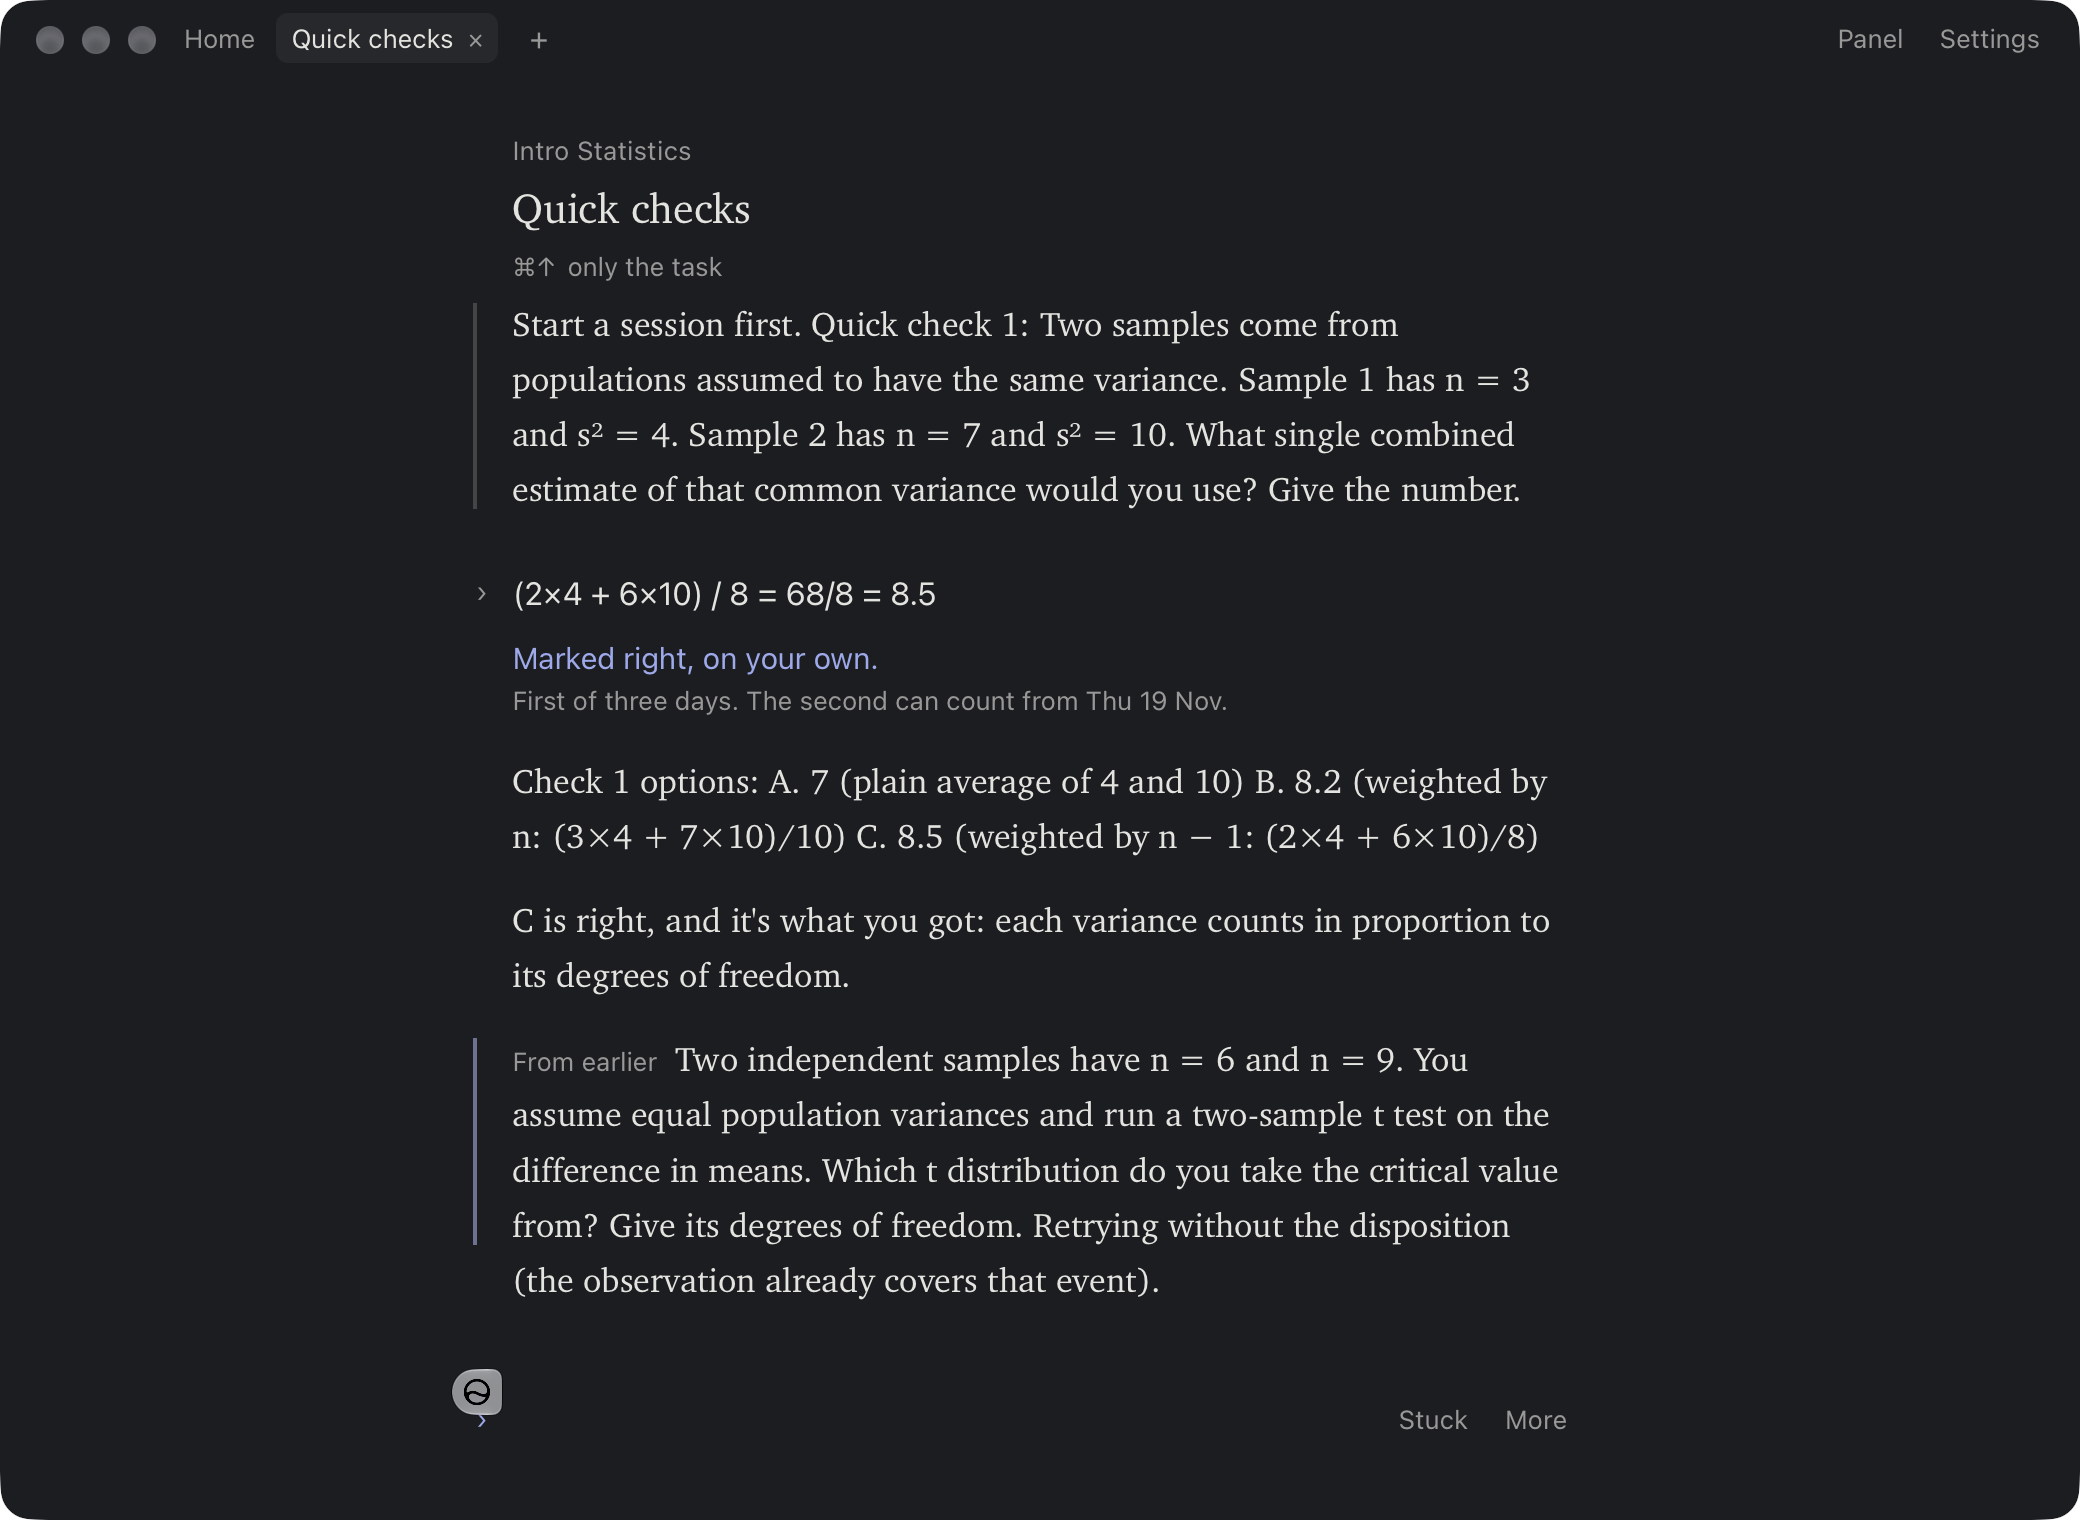 Home
Quick checks ×
+
Panel
Settings
Intro Statistics
Quick checks
⌘↑ only the task
Start a session first. Quick check 1: Two samples come from
populations assumed to have the same variance. Sample 1 has n = 3
and s² = 4. Sample 2 has n = 7 and s² = 10. What single combined
estimate of that common variance would you use? Give the number.
› (2×4 + 6×10) / 8 = 68/8 = 8.5
Marked right, on your own.
First of three days. The second can count from Thu 19 Nov.
Check 1 options: A. 7 (plain average of 4 and 10) B. 8.2 (weighted by
n: (3×4 + 7×10)/10) C. 8.5 (weighted by n − 1: (2×4 + 6×10)/8)
C is right, and it's what you got: each variance counts in proportion to
its degrees of freedom.
From earlier Two independent samples have n = 6 and n = 9. You
assume equal population variances and run a two-sample t test on the
difference in means. Which t distribution do you take the critical value
from? Give its degrees of freedom. Retrying without the disposition
(the observation already covers that event).
›
Stuck
More